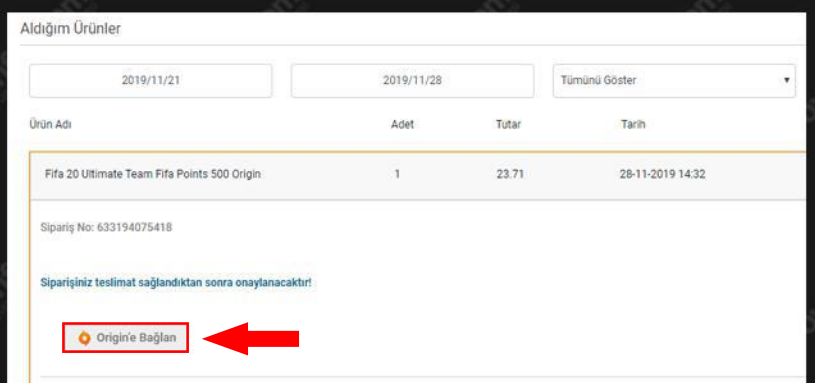 Aldığım Ürünler
2019/11/21 2019/11/28 Tümünü Göster
Ürün Adı Adet Tutar Tarih
Fifa 20 Ultimate Team Fifa Points 500 Origin 1 23.71 28-11-2019 14:32
Sipariş No: 633194075418
Siparişiniz teslimat sağlandıktan sonra onaylanacaktır!
Origin'e Bağlan